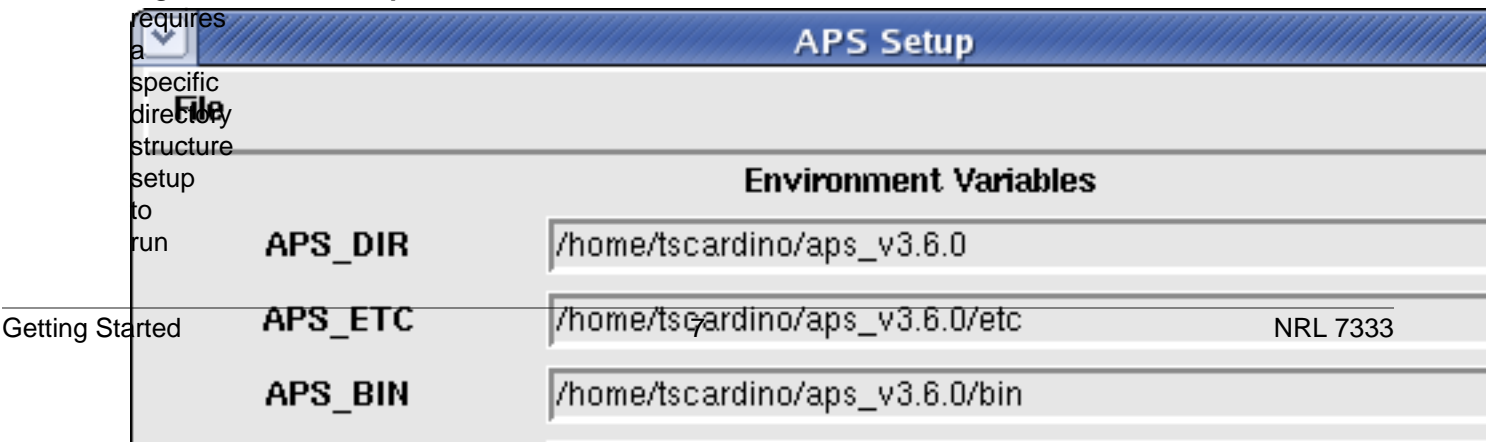 requires
a
specific
directory
structure
setup
to
run
APS Setup
File
Environment Variables
APS_DIR /home/tscardino/aps_v3.6.0
APS_ETC /home/tscardino/aps_v3.6.0/etc
APS_BIN /home/tscardino/aps_v3.6.0/bin
Getting Started 7 NRL 7333